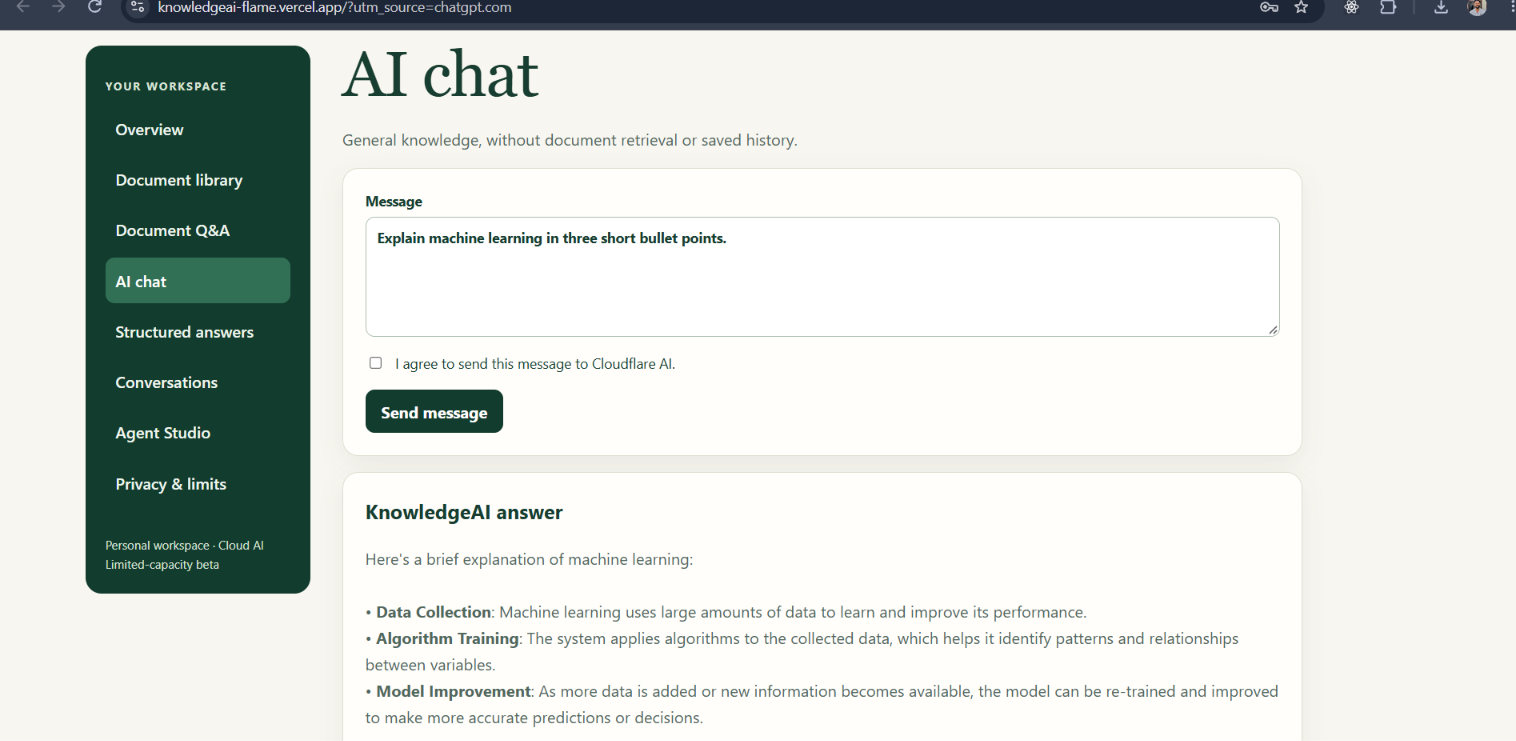 knowledgeai-flame.vercel.app/?utm_source=chatgpt.com
YOUR WORKSPACE
Overview
Document library
Document Q&A
AI chat
Structured answers
Conversations
Agent Studio
Privacy & limits
Personal workspace · Cloud AI
Limited-capacity beta
AI chat
General knowledge, without document retrieval or saved history.
Message
Explain machine learning in three short bullet points.
I agree to send this message to Cloudflare AI.
Send message
KnowledgeAI answer
Here's a brief explanation of machine learning:
• Data Collection: Machine learning uses large amounts of data to learn and improve its performance.
• Algorithm Training: The system applies algorithms to the collected data, which helps it identify patterns and relationships
between variables.
• Model Improvement: As more data is added or new information becomes available, the model can be re-trained and improved
to make more accurate predictions or decisions.